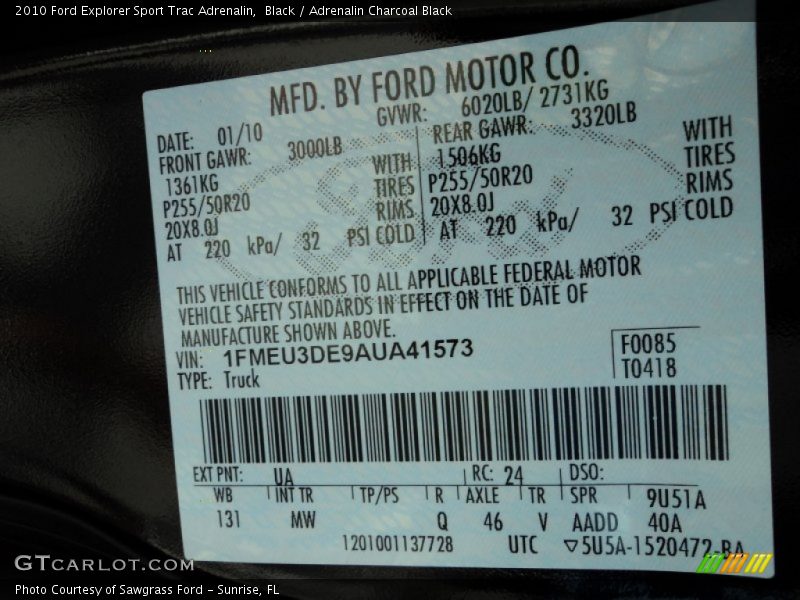 2010 Ford Explorer Sport Trac Adrenalin,  Black / Adrenalin Charcoal Black
MFD. BY FORD MOTOR CO.
DATE: 01/10 GVWR: 6020LB/ 2731KG
FRONT GAWR: 3000LB REAR GAWR: 3320LB
1361KG WITH 1506KG WITH
P255/50R20 TIRES P255/50R20 TIRES
20X8.0J RIMS 20X8.0J RIMS
AT 220 kPa/ 32 PSI COLD AT 220 kPa/ 32 PSI COLD
THIS VEHICLE CONFORMS TO ALL APPLICABLE FEDERAL MOTOR
VEHICLE SAFETY STANDARDS IN EFFECT ON THE DATE OF
MANUFACTURE SHOWN ABOVE.
VIN: 1FMEU3DE9AUA41573 F0085
TYPE: Truck T0418
EXT PNT: UA RC: 24 DSO:
WB INT TR TP/PS R AXLE TR SPR 9U51A
131 MW Q 46 V AADD 40A
1201001137728 UTC ▽5U5A-1520472-BA
GTCARLOT.COM
Photo Courtesy of Sawgrass Ford – Sunrise, FL